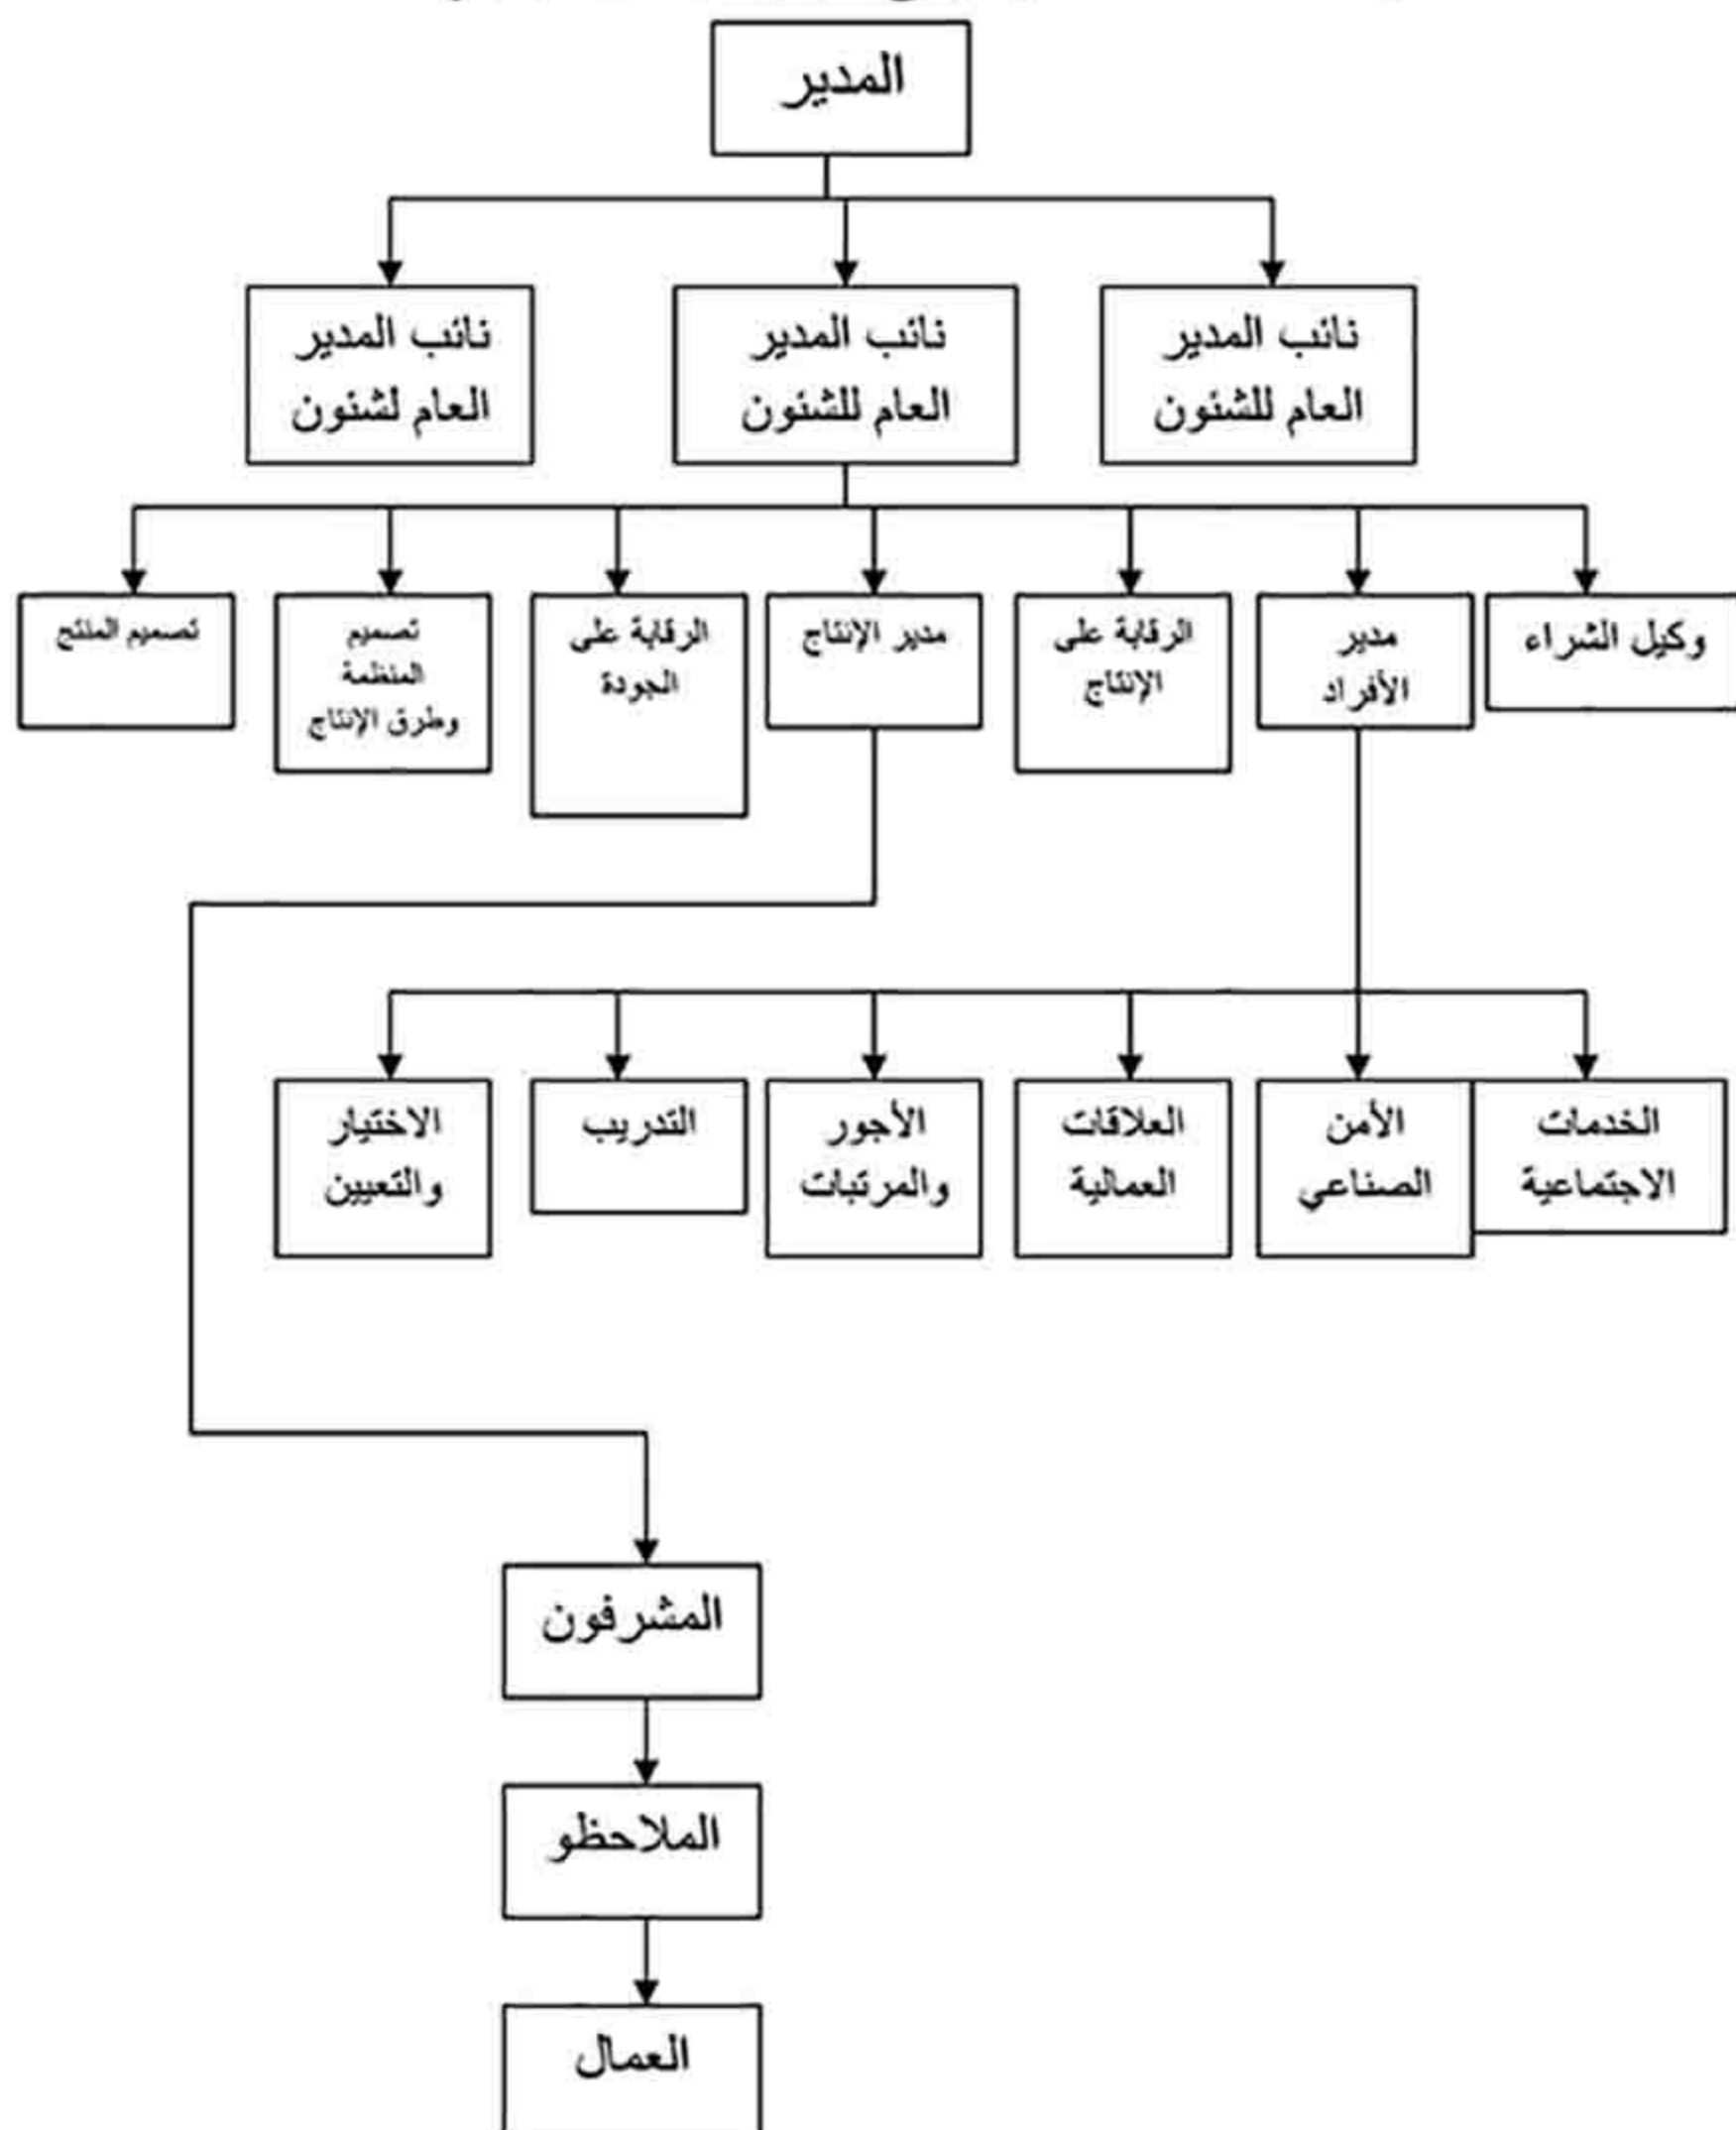 المدير
نائب المدير
العام للشئون
نائب المدير
العام للشئون
نائب المدير
العام لشئون
وكيل الشراء
مدير
الأفراد
الرقابة على
الإنتاج
مدير الإنتاج
الرقابة على
الجودة
تصميم
المنظمة
وطرق الإنتاج
تصميم المنتج
الخدمات
الاجتماعية
الأمن
الصناعي
العلاقات
العمالية
الأجور
والمرتبات
التدريب
الاختيار
والتعيين
المشرفون
الملاحظو
العمال